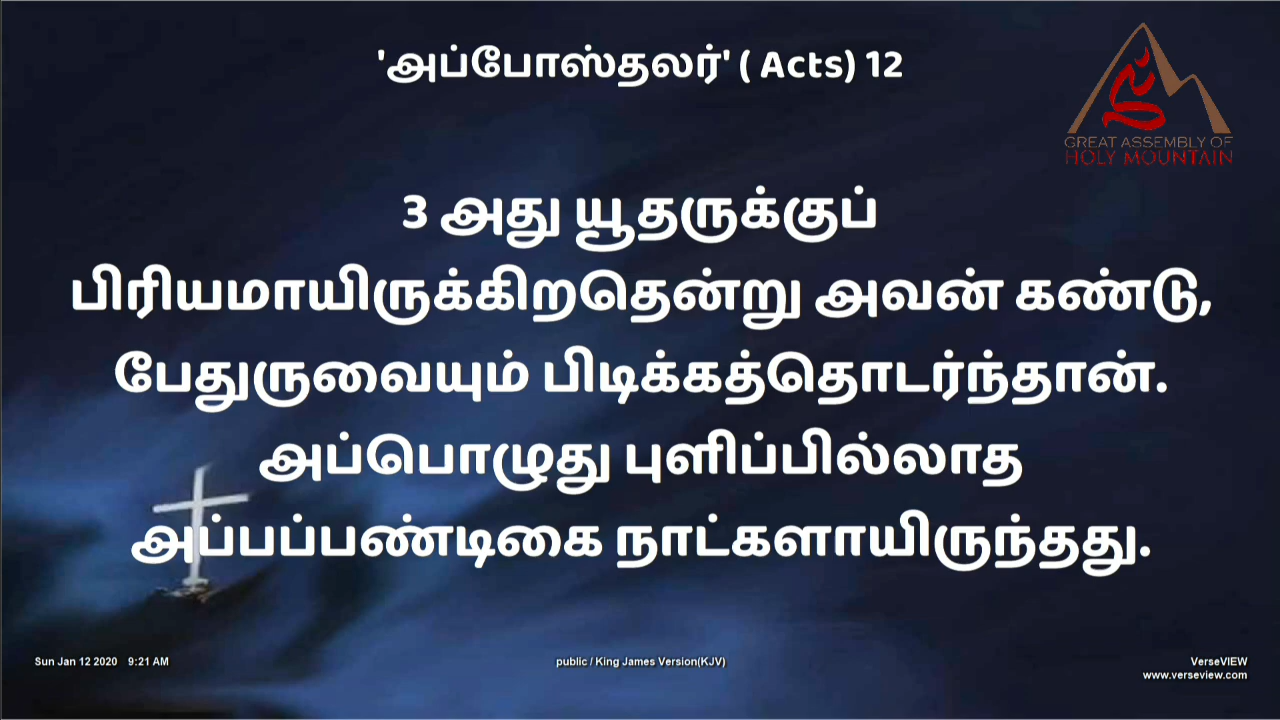 'அப்போஸ்தலர்' ( Acts) 12
GREAT ASSEMBLY OF
HOLY MOUNTAIN
3 அது யூதருக்குப்
பிரியமாயிருக்கிறதென்று அவன் கண்டு,
பேதுருவையும் பிடிக்கத்தொடர்ந்தான்.
அப்பொழுது புளிப்பில்லாத
அப்பப்பண்டிகை நாட்களாயிருந்தது.
Sun Jan 12 2020 9:21 AM
public / King James Version(KJV)
VerseVIEW
www.verseview.com